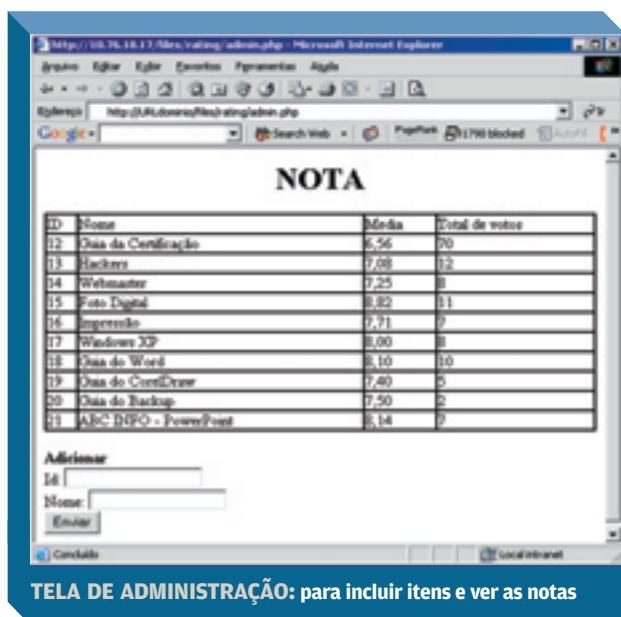 http://10.76.18.17/files/rating/admin.php - Microsoft Internet Explorer
Arquivo Editar Exibir Favoritos Ferramentas Ajuda
Endereço http://URLdominio/files/rating/admin.php
Google Search Web PageRank 1790 blocked AutoFill
NOTA
ID Nome Media Total de votos
12 Guia da Certificação 6,56 70
13 Hackers 7,08 12
14 Webmaster 7,25 8
15 Foto Digital 8,82 11
16 Impressão 7,71 7
17 Windows XP 8,00 8
18 Guia do Word 8,10 10
19 Guia do CorelDraw 7,40 5
20 Guia do Backup 7,50 2
21 ABC INFO - PowerPoint 8,14 7
Adicionar
Id:
Nome:
Enviar
Concluído Local intranet
TELA DE ADMINISTRAÇÃO: para incluir itens e ver as notas